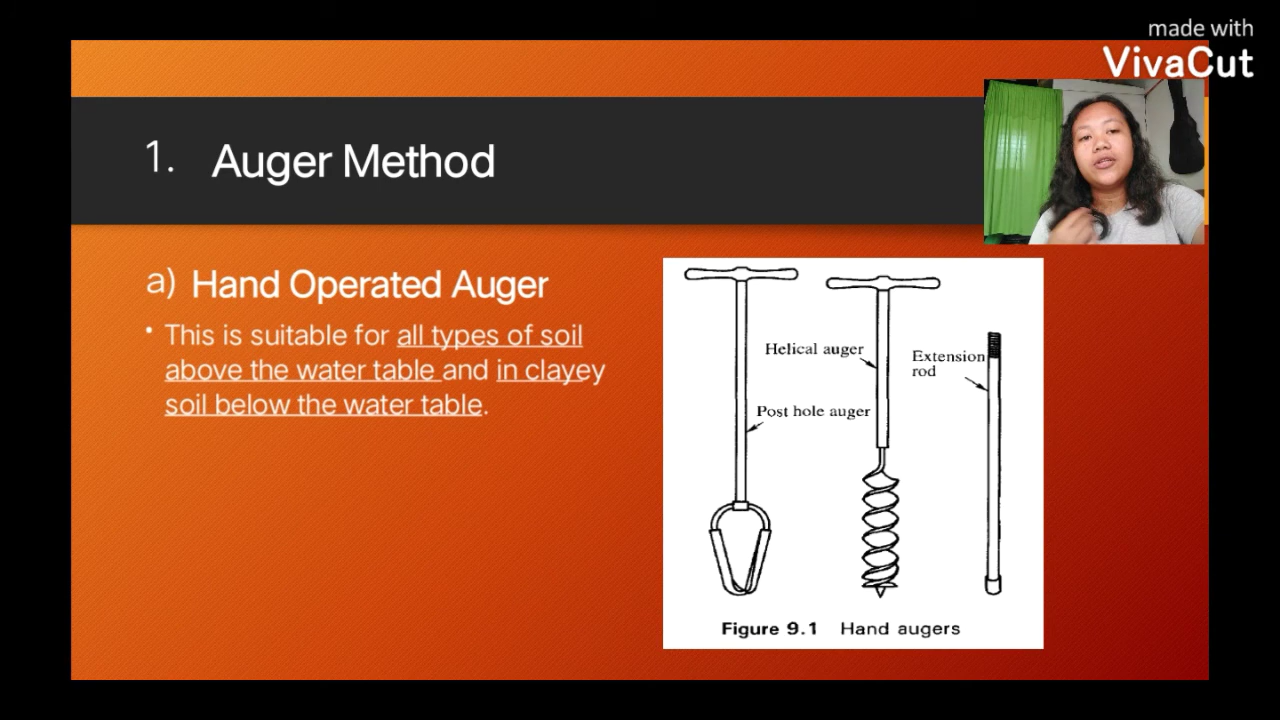 made with
VivaCut
1. Auger Method
a) Hand Operated Auger
• This is suitable for all types of soil
above the water table and in clayey
soil below the water table.
Helical auger
Extension
rod
Post hole auger
Figure 9.1 Hand augers